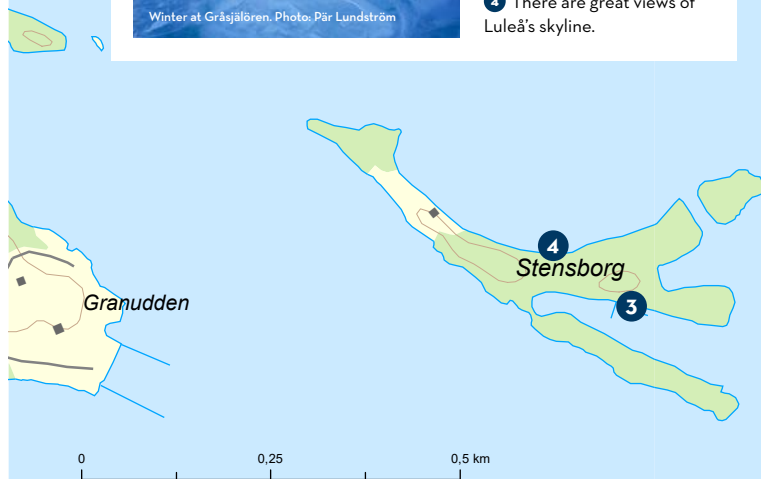 Winter at Gråsjälören. Photo: Pär Lundström
4 There are great views of
Luleå's skyline.
4
Stensborg
3
Granudden
0
0,25
0,5 km